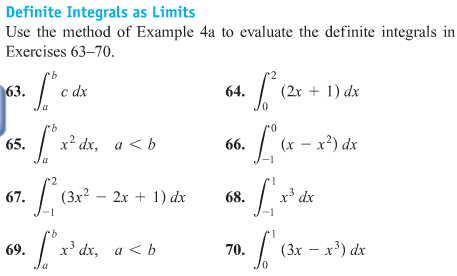 Definite Integrals as Limits
Use the method of Example 4a to evaluate the definite integrals in
Exercises 63–70.
63. ∫_a^b c dx 64. ∫_0^2 (2x + 1) dx
65. ∫_a^b x² dx, a < b 66. ∫_{-1}^0 (x − x²) dx
67. ∫_{-1}^2 (3x² − 2x + 1) dx 68. ∫_{-1}^1 x³ dx
69. ∫_a^b x³ dx, a < b 70. ∫_0^1 (3x − x³) dx